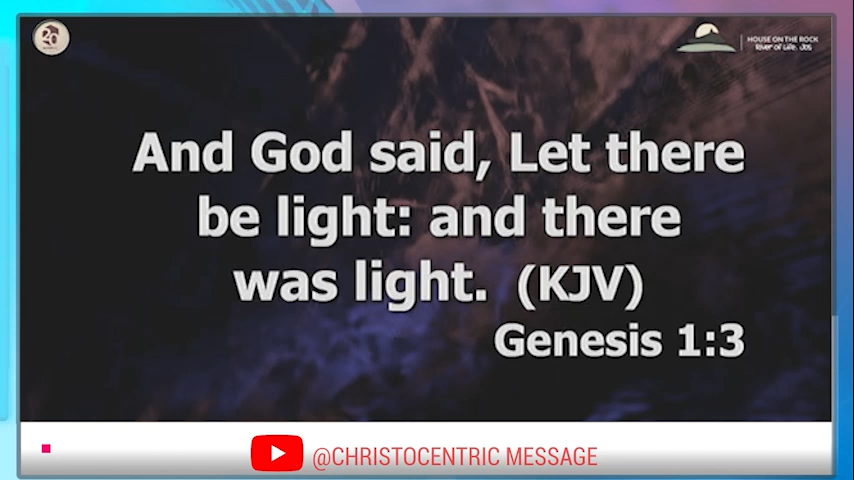 20
HOUSE ON THE ROCK
River of Life, Jos
And God said, Let there
be light: and there
was light. (KJV)
Genesis 1:3
@CHRISTOCENTRIC MESSAGE